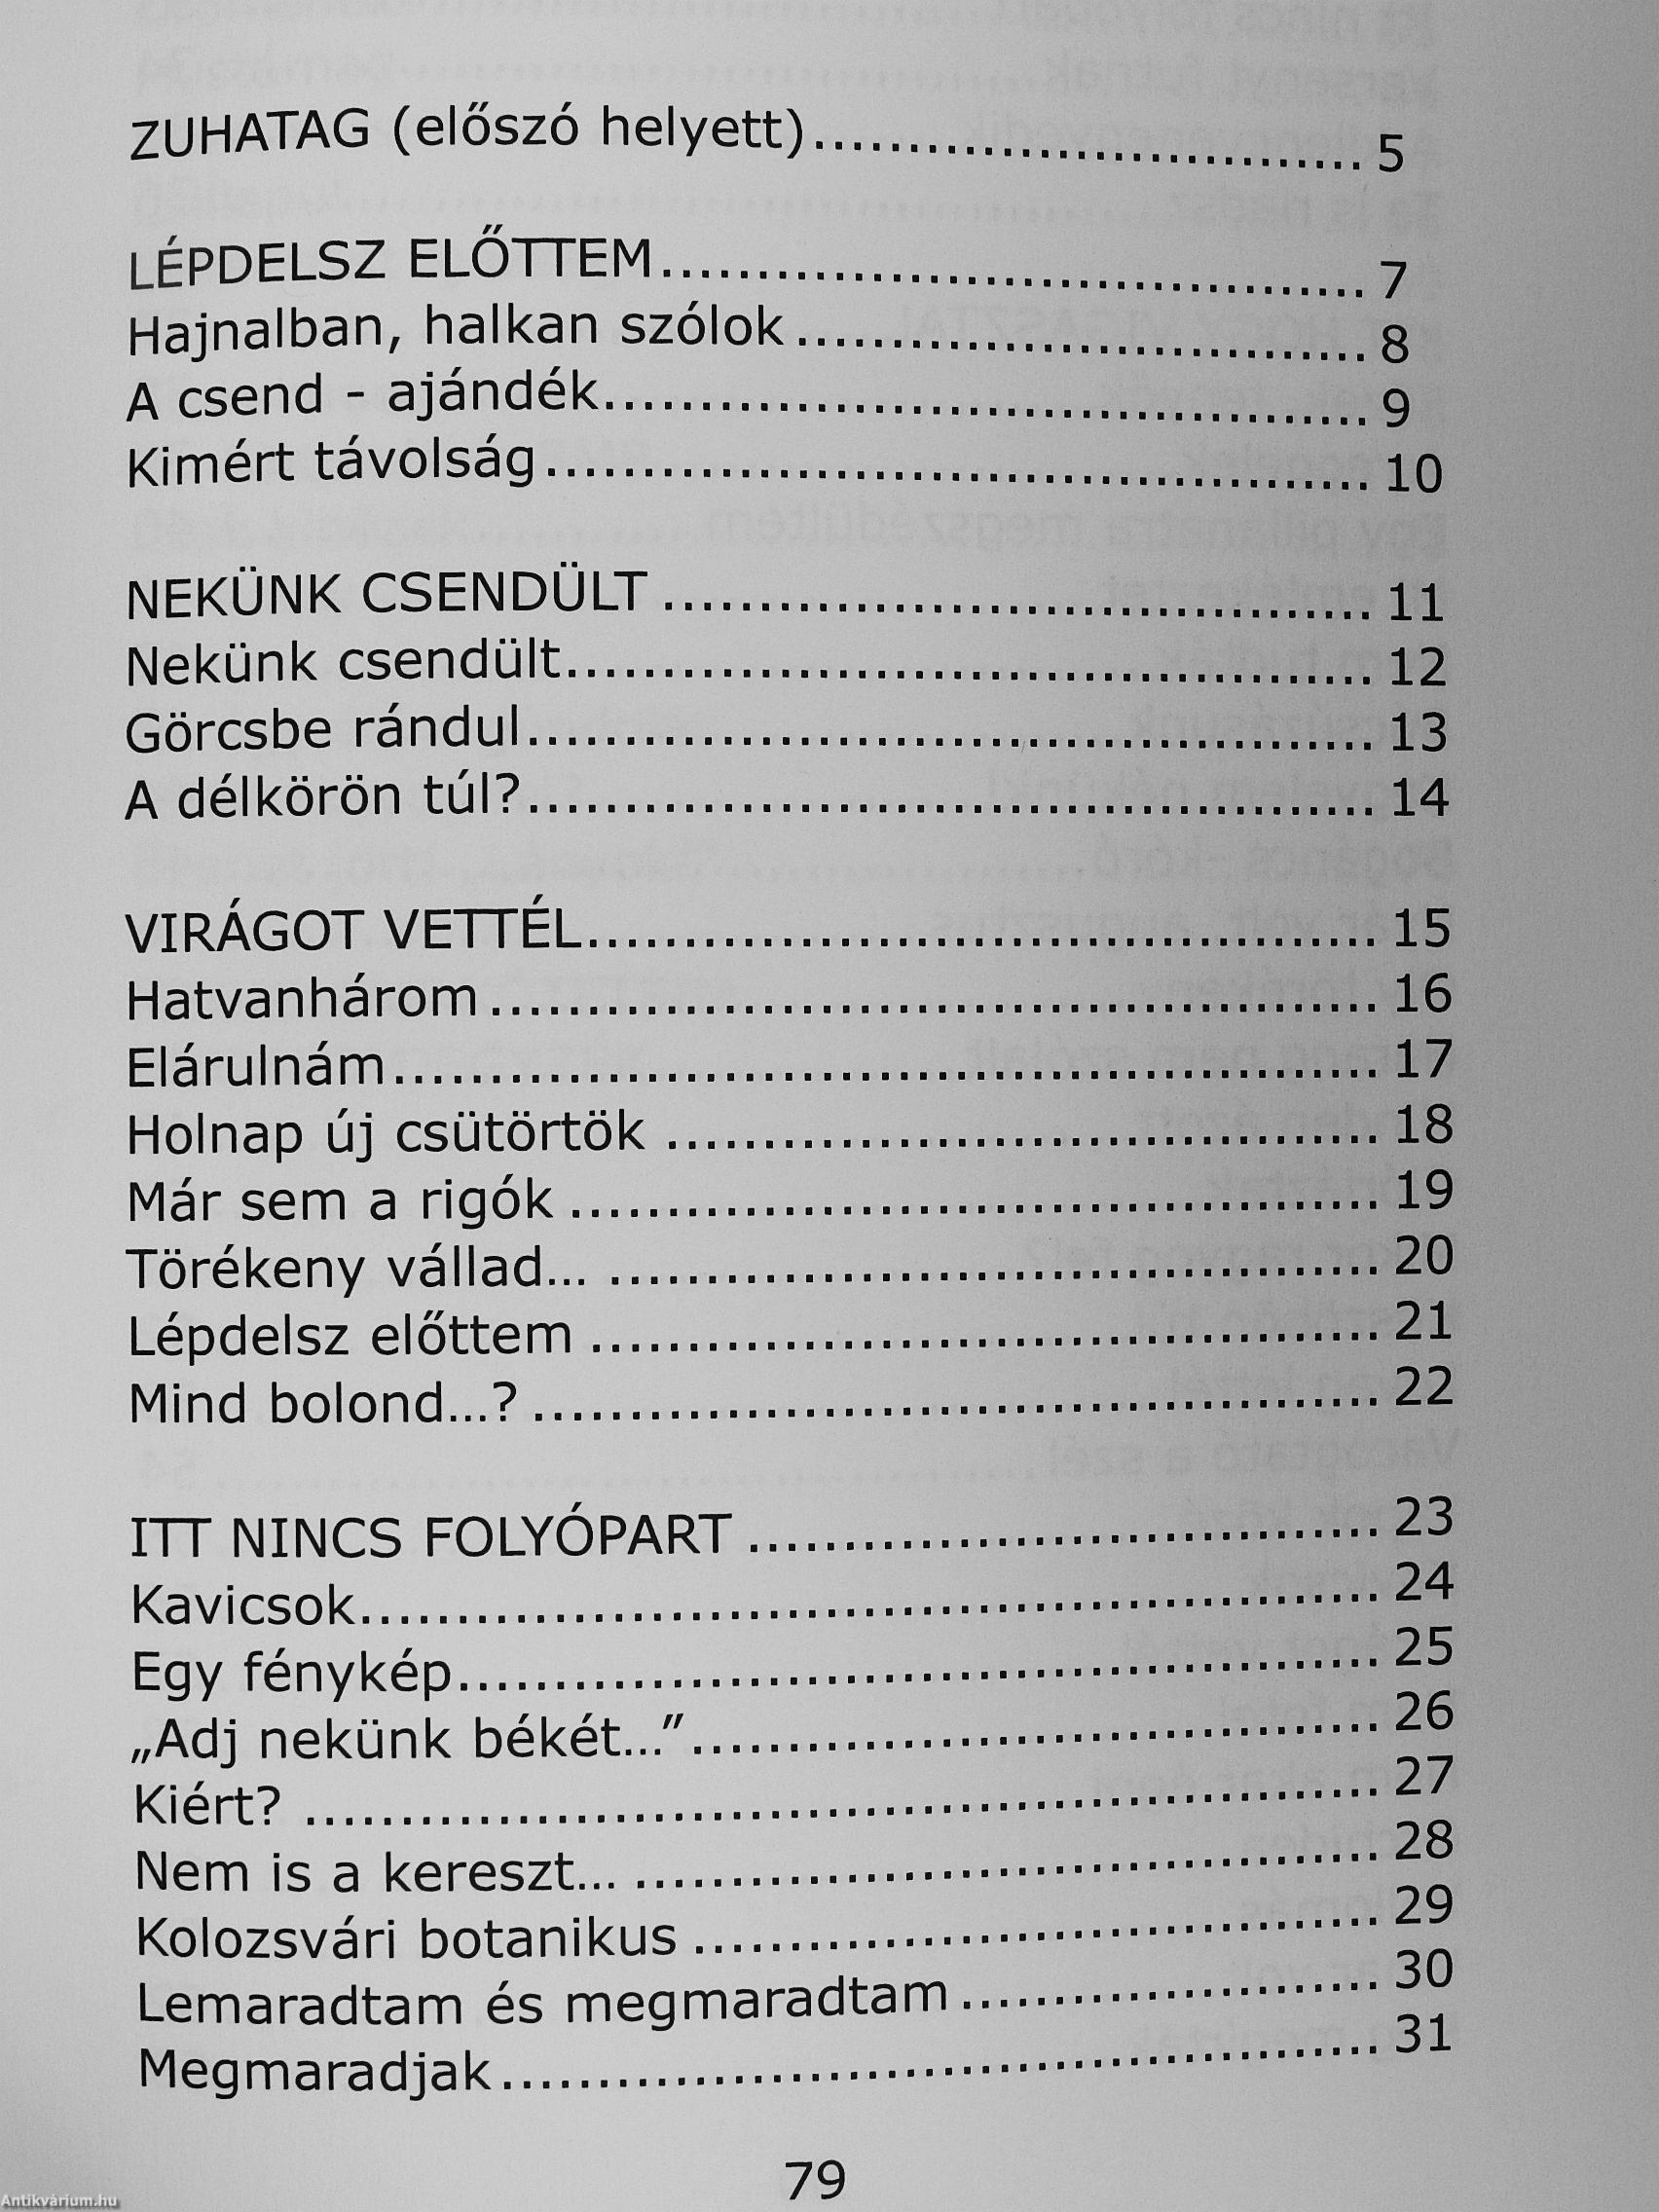 ZUHATAG (előszó helyett).............................. 5
LÉPDELSZ ELŐTTEM..................................... 7
Hajnalban, halkan szólok .............................. 8
A csend - ajándék........................................ 9
Kimért távolság ........................................... 10
NEKÜNK CSENDÜLT ..................................... 11
Nekünk csendült.......................................... 12
Görcsbe rándul............................................ 13
A délkörön túl?............................................ 14
VIRÁGOT VETTÉL......................................... 15
Hatvanhárom .............................................. 16
Elárulnám................................................... 17
Holnap új csütörtök ..................................... 18
Már sem a rigók .......................................... 19
Törékeny vállad... ........................................ 20
Lépdelsz előttem ......................................... 21
Mind bolond...? ............................................ 22
ITT NINCS FOLYÓPART ................................. 23
Kavicsok..................................................... 24
Egy fénykép................................................ 25
„Adj nekünk békét...”.................................... 26
Kiért? ........................................................ 27
Nem is a kereszt... ....................................... 28
Kolozsvári botanikus .................................... 29
Lemaradtam és megmaradtam ...................... 30
Megmaradjak.............................................. 31
79
Antikvárium.hu